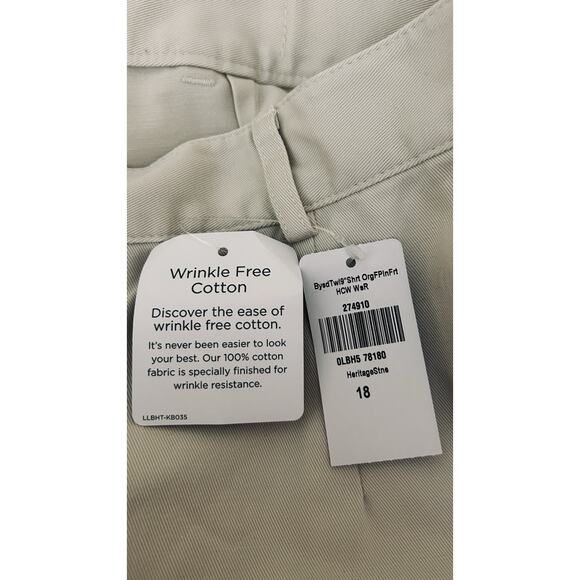 Wrinkle Free
Cotton
Discover the ease of
wrinkle free cotton.
It's never been easier to look
your best. Our 100% cotton
fabric is specially finished for
wrinkle resistance.
LLBHT-KB035
BysdTwl9"Shrt OrgFPlnFrt
HCW WsR
274910
0LBH5 78180
HeritageStne
18